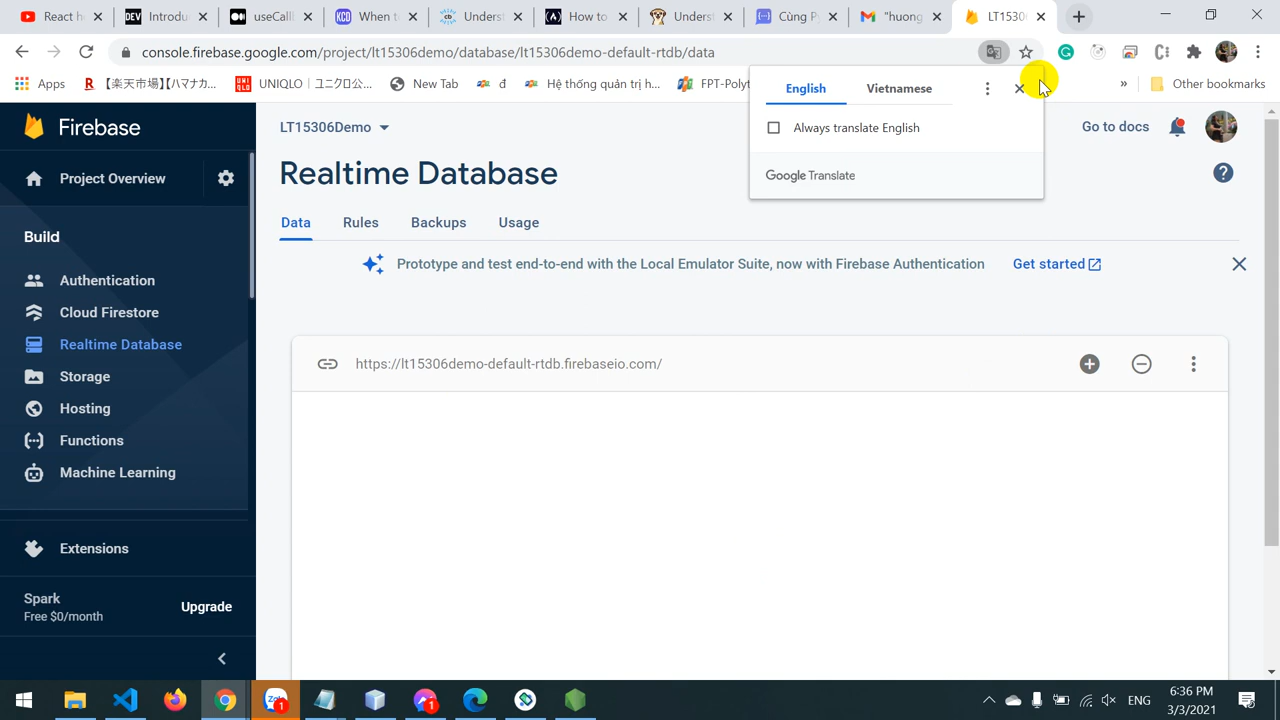 React h
DEV Introdu
useCall
KCD When t
Unders
How to
Unders
Cùng P
"huong
LT1530
console.firebase.google.com/project/lt15306demo/database/lt15306demo-default-rtdb/data
Apps
R 【楽天市場】【ハマナカ...
UNIQLO | ユニクロ公...
New Tab
đ
Hệ thống quản trị h...
FPT-Polyt
»
Other bookmarks
English
Vietnamese
Always translate English
Google Translate
Firebase
LT15306Demo
Go to docs
Project Overview
Realtime Database
Data
Rules
Backups
Usage
Build
Prototype and test end-to-end with the Local Emulator Suite, now with Firebase Authentication
Get started
Authentication
Cloud Firestore
Realtime Database
Storage
Hosting
Functions
Machine Learning
https://lt15306demo-default-rtdb.firebaseio.com/
Extensions
Spark
Free $0/month
Upgrade
ENG
6:36 PM
3/3/2021